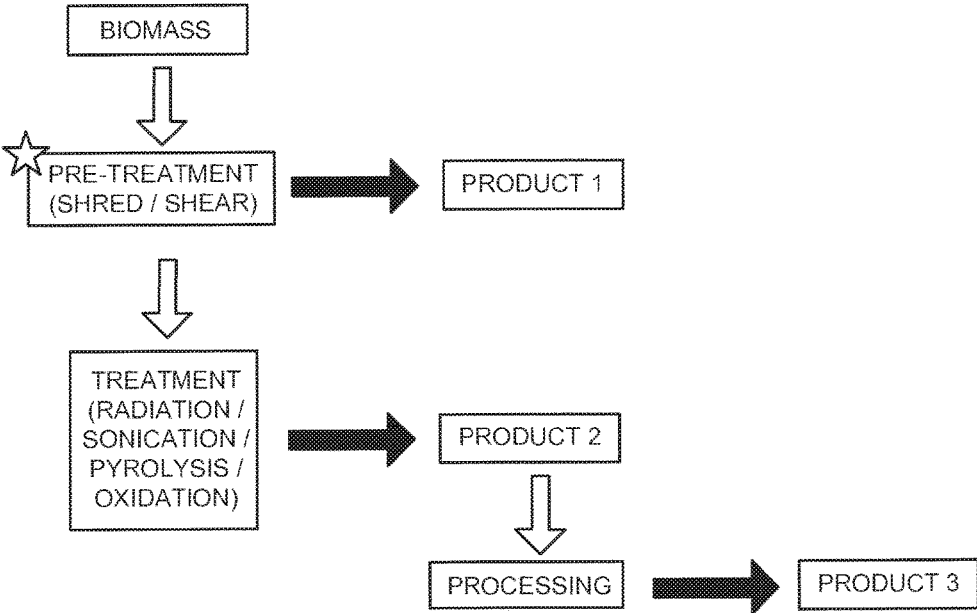 BIOMASS
PRE-TREATMENT
(SHRED / SHEAR)
PRODUCT 1
TREATMENT
(RADIATION /
SONICATION /
PYROLYSIS /
OXIDATION)
PRODUCT 2
PROCESSING
PRODUCT 3